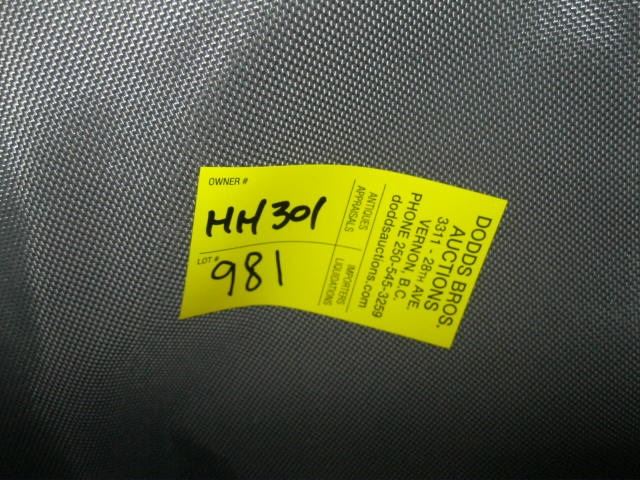 OWNER #
HH301
LOT #
981
ANTIQUES
APPRAISALS
IMPORTERS
LIQUIDATIONS
DODDS BROS.
AUCTIONS
3311 - 28TH AVE.
VERNON, B.C.
PHONE 250-545-3259
doddsauctions.com